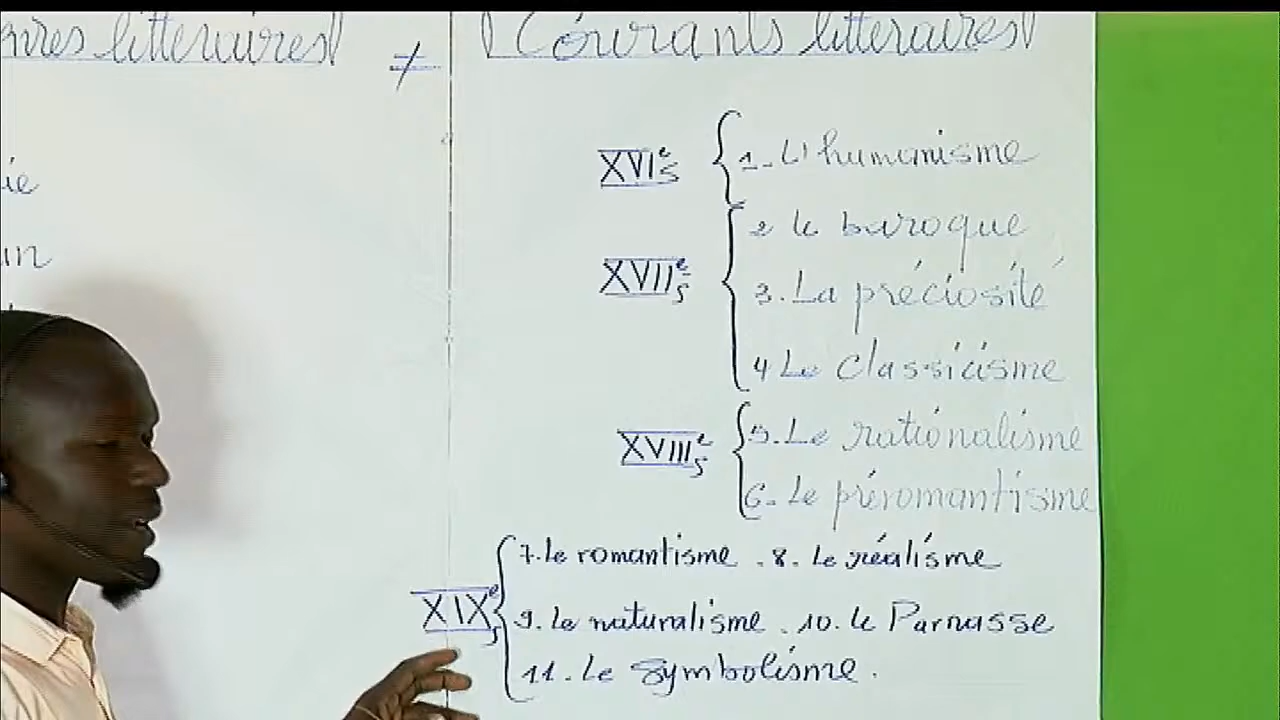 littéraires ≠ Courants littéraires
XVIe s 1. L'humanisme
2 le baroque
XVIIe s 3. La préciosité
4 Le classicisme
XVIIIe s 5. Le rationalisme
6. Le préromantisme
7. Le romantisme. 8. Le réalisme
XIXe s 9. Le naturalisme. 10. le Parnasse
11. Le symbolisme.